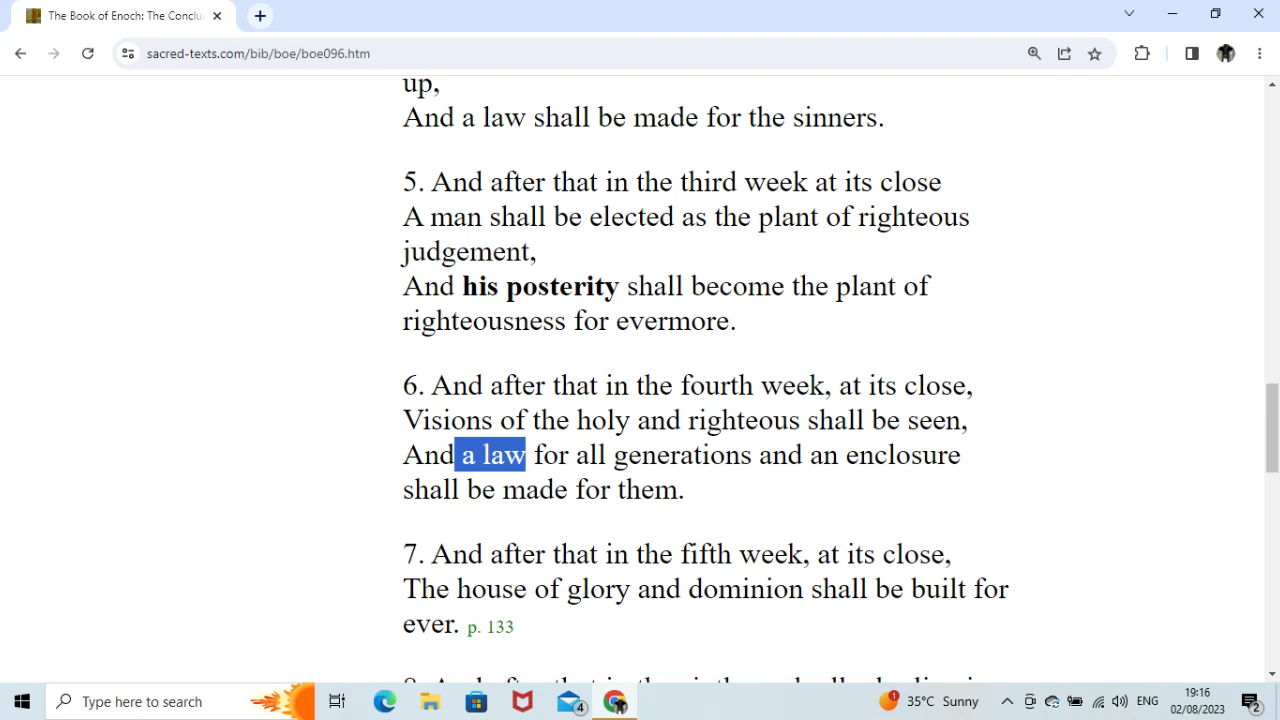 The Book of Enoch: The Conclu
sacred-texts.com/bib/boe/boe096.htm
up,
And a law shall be made for the sinners.
5. And after that in the third week at its close
A man shall be elected as the plant of righteous
judgement,
And his posterity shall become the plant of
righteousness for evermore.
6. And after that in the fourth week, at its close,
Visions of the holy and righteous shall be seen,
And a law for all generations and an enclosure
shall be made for them.
7. And after that in the fifth week, at its close,
The house of glory and dominion shall be built for
ever. p. 133
Type here to search
4
1
35°C Sunny
ENG
19:16
02/08/2023
2